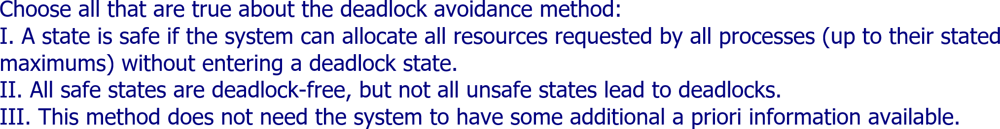 Choose all that are true about the deadlock avoidance method:
I. A state is safe if the system can allocate all resources requested by all processes (up to their stated
maximums) without entering a deadlock state.
II. All safe states are deadlock-free, but not all unsafe states lead to deadlocks.
III. This method does not need the system to have some additional a priori information available.